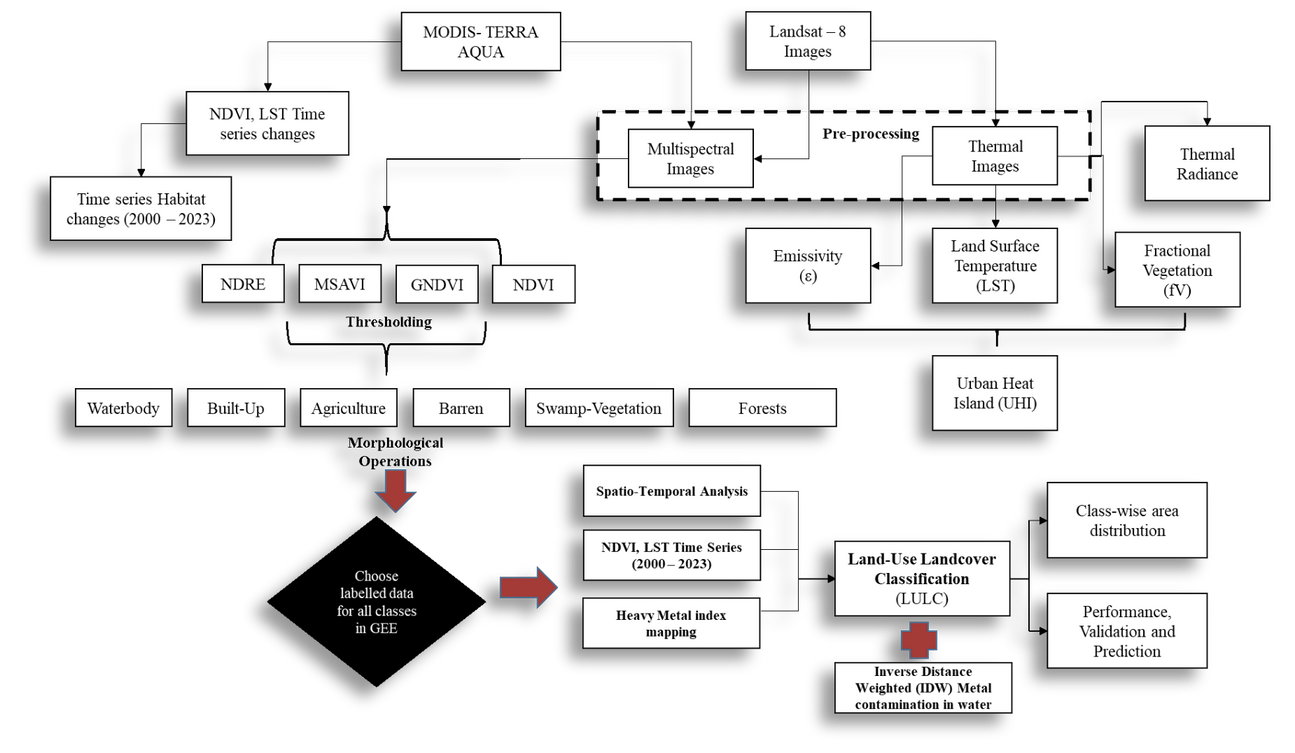 MODIS- TERRA
AQUA
Landsat – 8
Images
NDVI, LST Time
series changes
Pre-processing
Multispectral
Images
Thermal
Images
Thermal
Radiance
Time series Habitat
changes (2000 – 2023)
Emissivity
(ε)
Land Surface
Temperature
(LST)
Fractional
Vegetation
(fV)
NDRE
MSAVI
GNDVI
NDVI
Thresholding
Urban Heat
Island (UHI)
Waterbody
Built-Up
Agriculture
Barren
Swamp-Vegetation
Forests
Morphological
Operations
Choose
labelled data
for all classes
in GEE
Spatio-Temporal Analysis
NDVI, LST Time Series
(2000 – 2023)
Heavy Metal index
mapping
Land-Use Landcover
Classification
(LULC)
Inverse Distance
Weighted (IDW) Metal
contamination in water
Class-wise area
distribution
Performance,
Validation and
Prediction